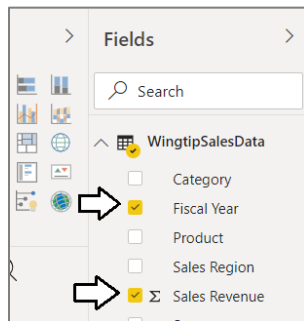 Fields
Search
WingtipSalesData
Category
Fiscal Year
Product
Sales Region
Σ Sales Revenue